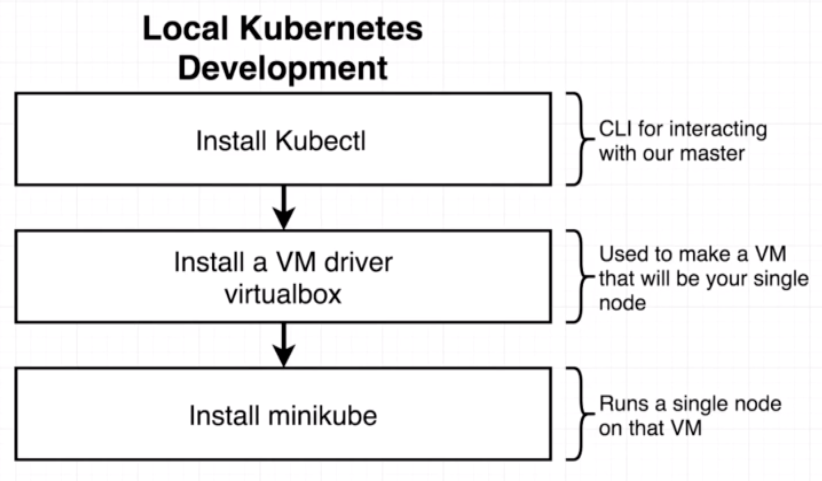 Local Kubernetes
Development
Install Kubectl
CLI for interacting
with our master
Install a VM driver
virtualbox
Used to make a VM
that will be your single
node
Install minikube
Runs a single node
on that VM